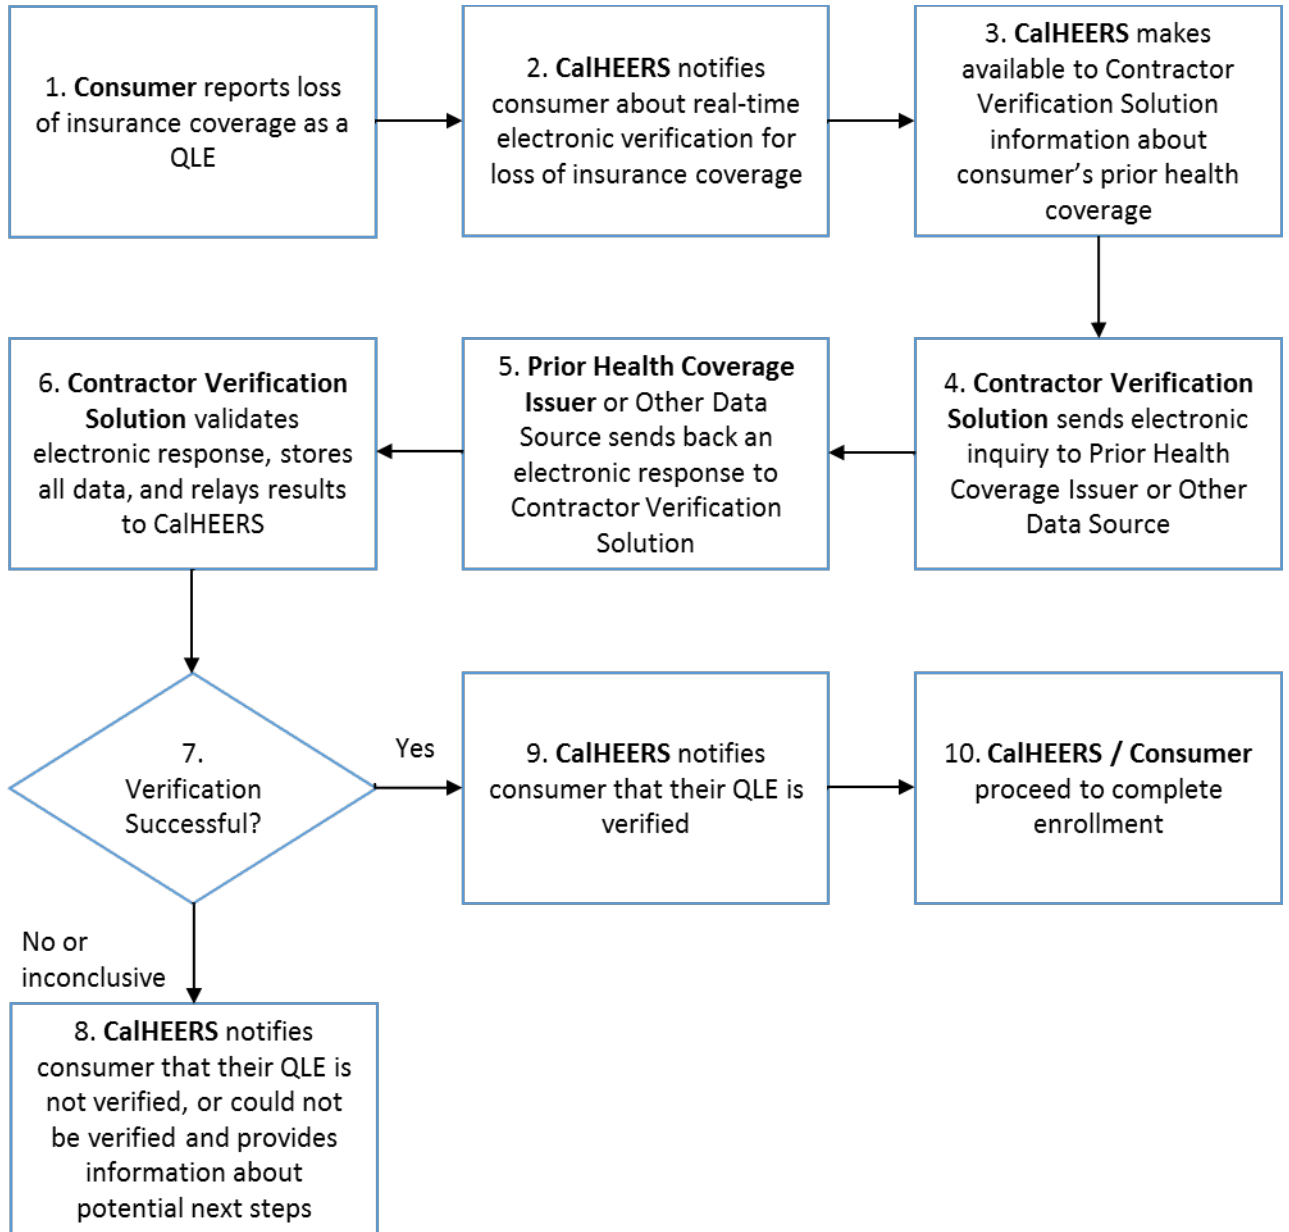 1. Consumer reports loss
of insurance coverage as a
QLE
2. CalHEERS notifies
consumer about real-time
electronic verification for
loss of insurance coverage
3. CalHEERS makes
available to Contractor
Verification Solution
information about
consumer’s prior health
coverage
4. Contractor Verification
Solution sends electronic
inquiry to Prior Health
Coverage Issuer or Other
Data Source
5. Prior Health Coverage
Issuer or Other Data
Source sends back an
electronic response to
Contractor Verification
Solution
6. Contractor Verification
Solution validates
electronic response, stores
all data, and relays results
to CalHEERS
7.
Verification
Successful?
Yes
9. CalHEERS notifies
consumer that their QLE is
verified
10. CalHEERS / Consumer
proceed to complete
enrollment
No or
inconclusive
8. CalHEERS notifies
consumer that their QLE is
not verified, or could not
be verified and provides
information about
potential next steps